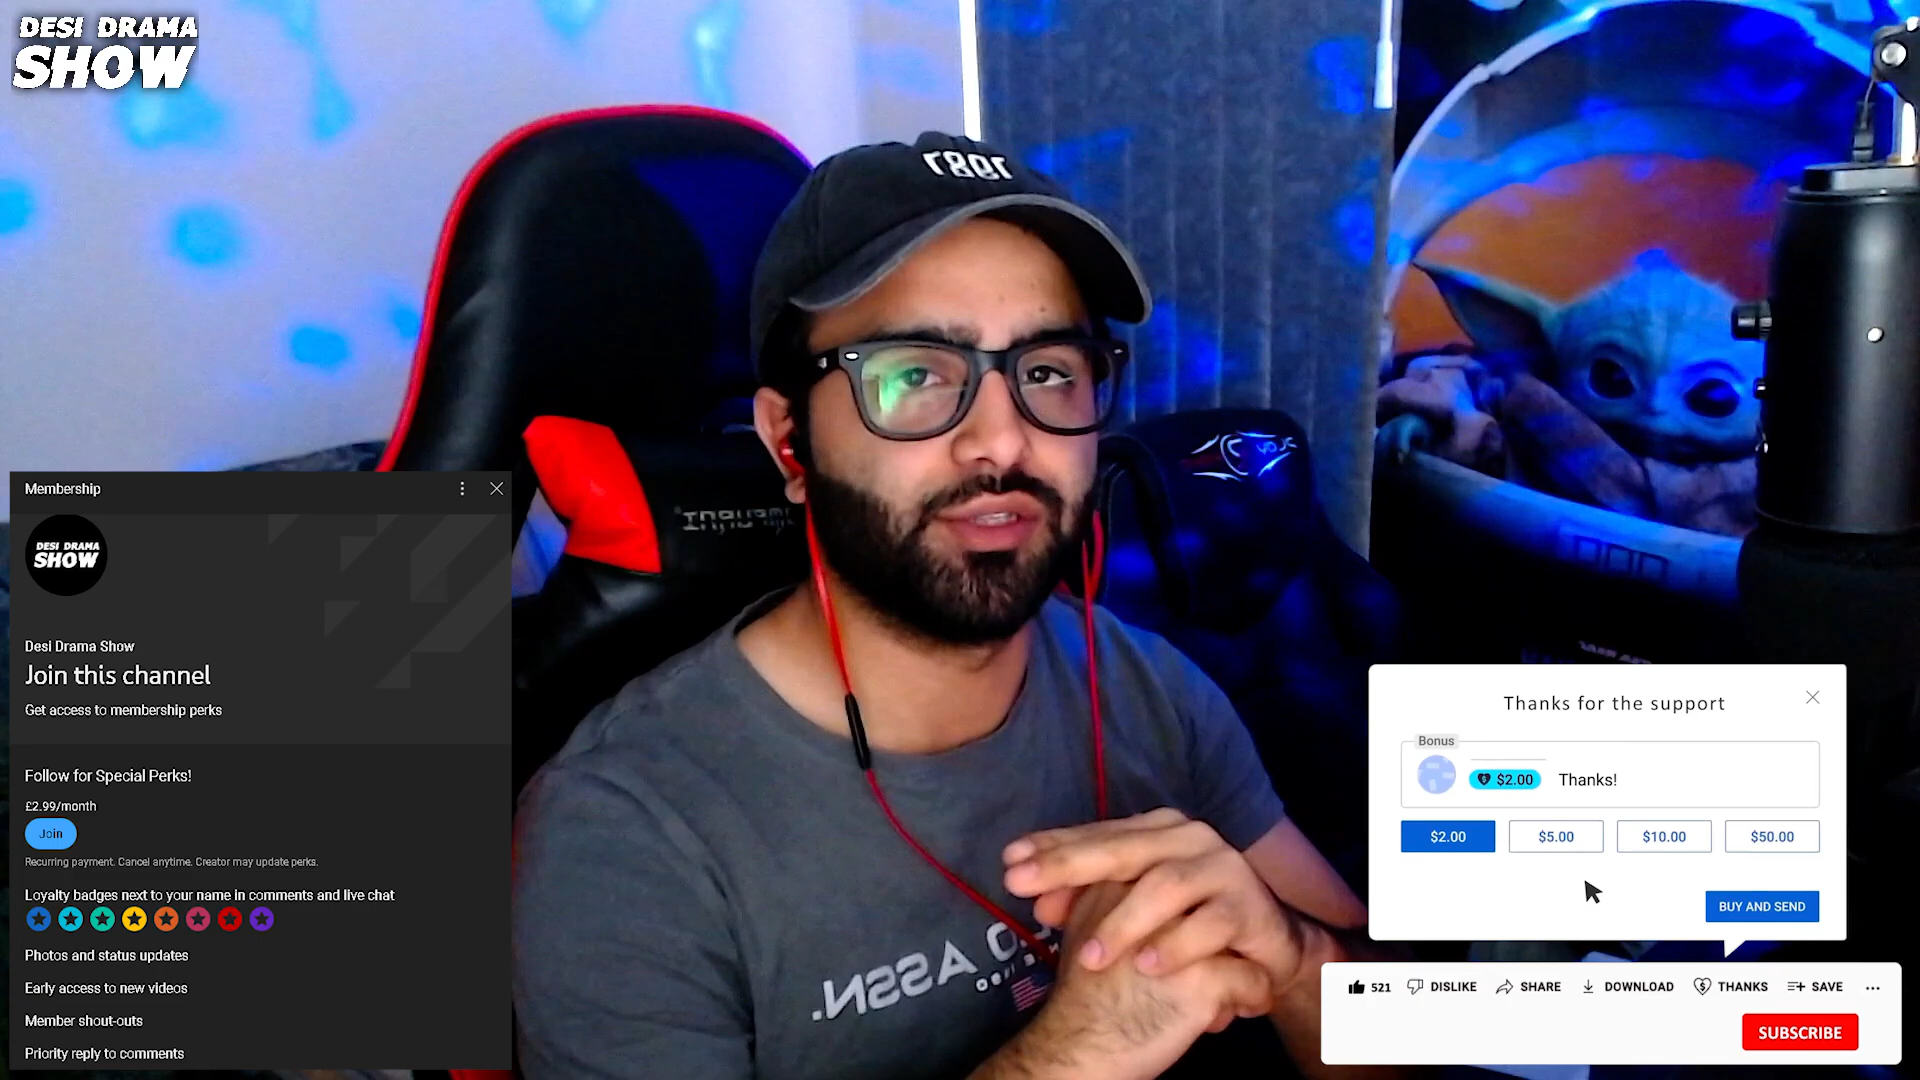 DESI DRAMA
SHOW
1987
Membership
DESI DRAMA
SHOW
Desi Drama Show
Join this channel
Get access to membership perks
Follow for Special Perks!
£2.99/month
Join
Recurring payment. Cancel anytime. Creator may update perks.
Loyalty badges next to your name in comments and live chat
Photos and status updates
Early access to new videos
Member shout-outs
Priority reply to comments
ASSN.
Thanks for the support
Bonus
$2.00 Thanks!
$2.00 $5.00 $10.00 $50.00
BUY AND SEND
521 DISLIKE SHARE DOWNLOAD THANKS SAVE
SUBSCRIBE